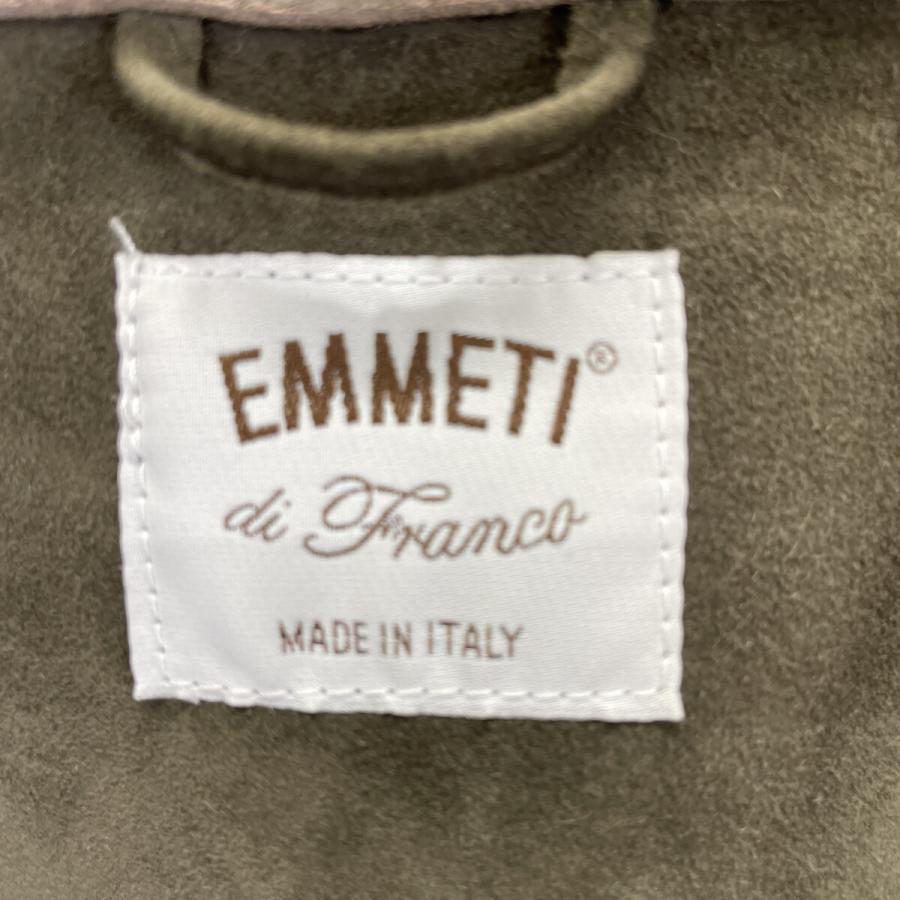 EMMETI®
di Franco
MADE IN ITALY